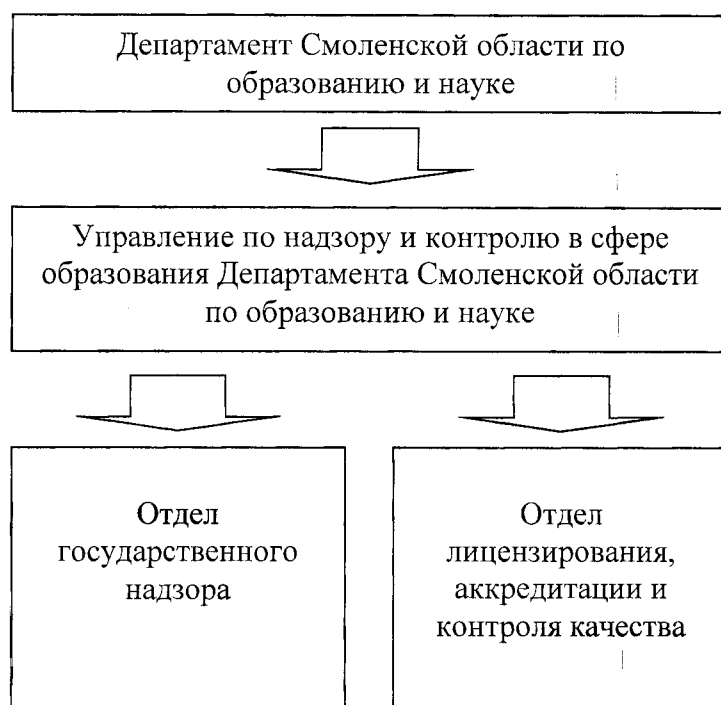 Департамент Смоленской области по
образованию и науке
Управление по надзору и контролю в сфере
образования Департамента Смоленской области
по образованию и науке
Отдел
государственного
надзора
Отдел
лицензирования,
аккредитации и
контроля качества